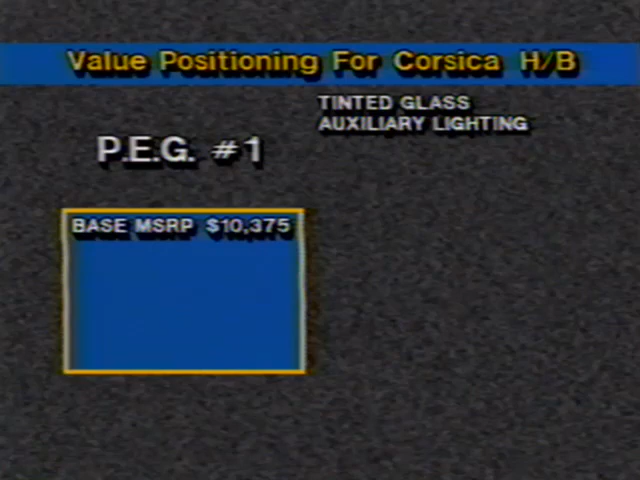 Value Positioning For Corsica H/B
TINTED GLASS
AUXILIARY LIGHTING
P.E.G. #1
BASE MSRP $10,375